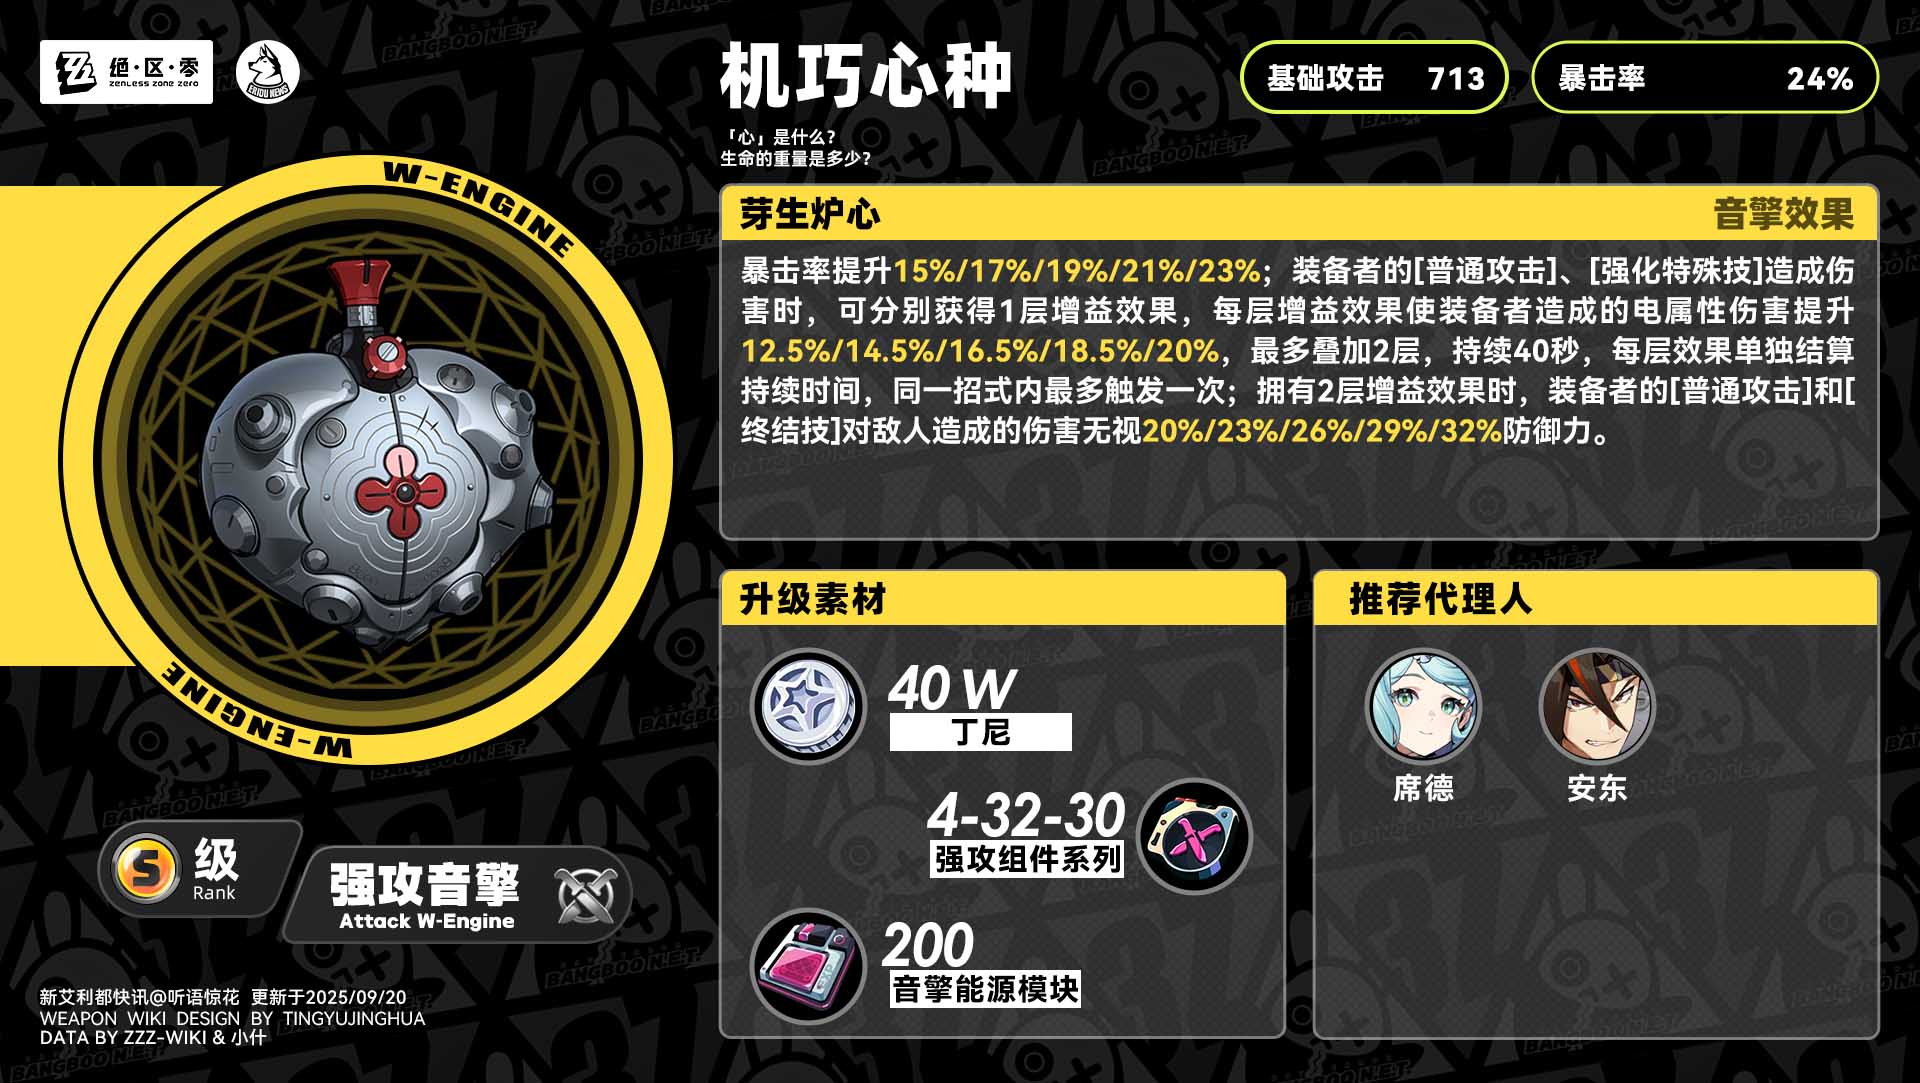 绝·区·零
ZENLESS ZONE ZERO
ERIDU NEWS
机巧心种
「心」是什么?
生命的重量是多少?
基础攻击 713
暴击率 24%
W-ENGINE
W-ENGINE
芽生炉心 音擎效果
暴击率提升15%/17%/19%/21%/23%；装备者的[普通攻击]、[强化特殊技]造成伤
害时，可分别获得1层增益效果，每层增益效果使装备者造成的电属性伤害提升
12.5%/14.5%/16.5%/18.5%/20%，最多叠加2层，持续40秒，每层效果单独结算
持续时间，同一招式内最多触发一次；拥有2层增益效果时，装备者的[普通攻击]和[
终结技]对敌人造成的伤害无视20%/23%/26%/29%/32%防御力。
升级素材
40 W
丁尼
4-32-30
强攻组件系列
200
音擎能源模块
推荐代理人
席德 安东
S 级
Rank
强攻音擎
Attack W-Engine
新艾利都快讯@听语惊花 更新于2025/09/20
WEAPON WIKI DESIGN BY TINGYUJINGHUA
DATA BY ZZZ-WIKI & 小什
BANGBOO N.E.T.